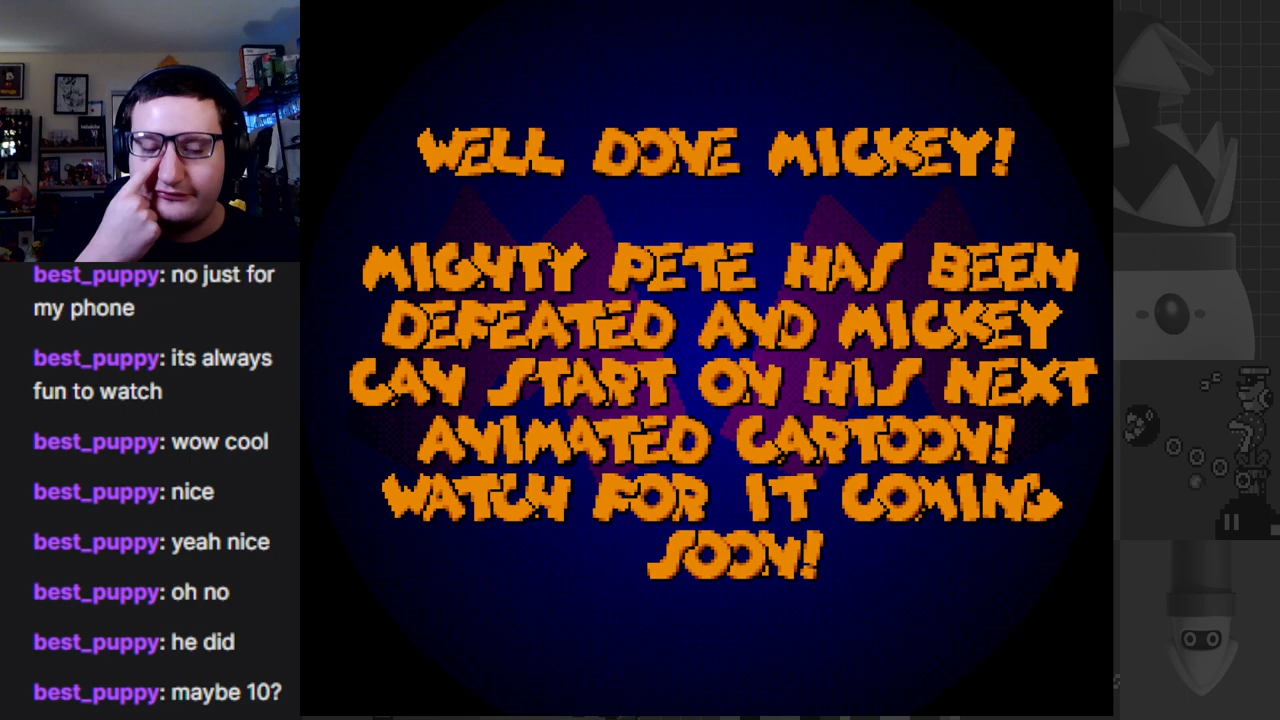 best_puppy: no just for
my phone
best_puppy: its always
fun to watch
best_puppy: wow cool
best_puppy: nice
best_puppy: yeah nice
best_puppy: oh no
best_puppy: he did
best_puppy: maybe 10?
WELL DONE MICKEY!
MIGHTY PETE HAS BEEN
DEFEATED AND MICKEY
CAN START ON HIS NEXT
ANIMATED CARTOON!
WATCH FOR IT COMING
SOON!